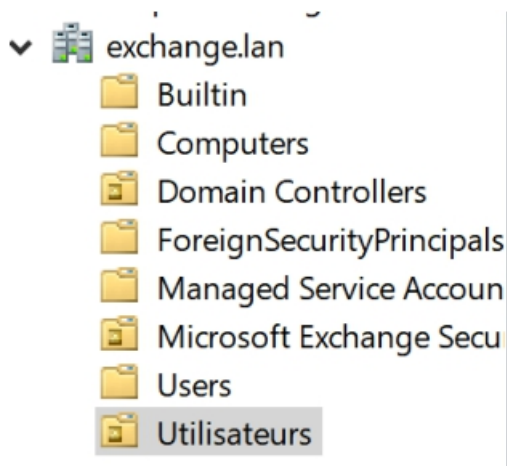 exchange.lan
Builtin
Computers
Domain Controllers
ForeignSecurityPrincipals
Managed Service Accoun
Microsoft Exchange Secu
Users
Utilisateurs